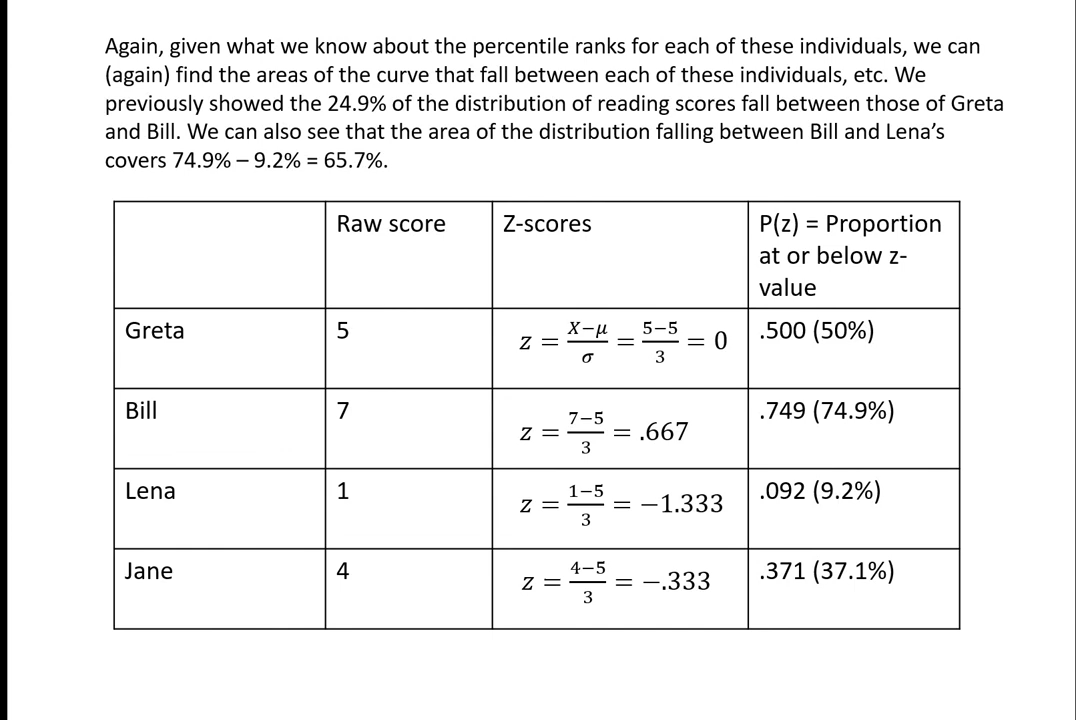 Again, given what we know about the percentile ranks for each of these individuals, we can
(again) find the areas of the curve that fall between each of these individuals, etc. We
previously showed the 24.9% of the distribution of reading scores fall between those of Greta
and Bill. We can also see that the area of the distribution falling between Bill and Lena's
covers 74.9% – 9.2% = 65.7%.
Raw score Z-scores P(z) = Proportion
at or below z-
value
Greta 5 z = (X−μ)/σ = (5−5)/3 = 0 .500 (50%)
Bill 7 z = (7−5)/3 = .667 .749 (74.9%)
Lena 1 z = (1−5)/3 = −1.333 .092 (9.2%)
Jane 4 z = (4−5)/3 = −.333 .371 (37.1%)